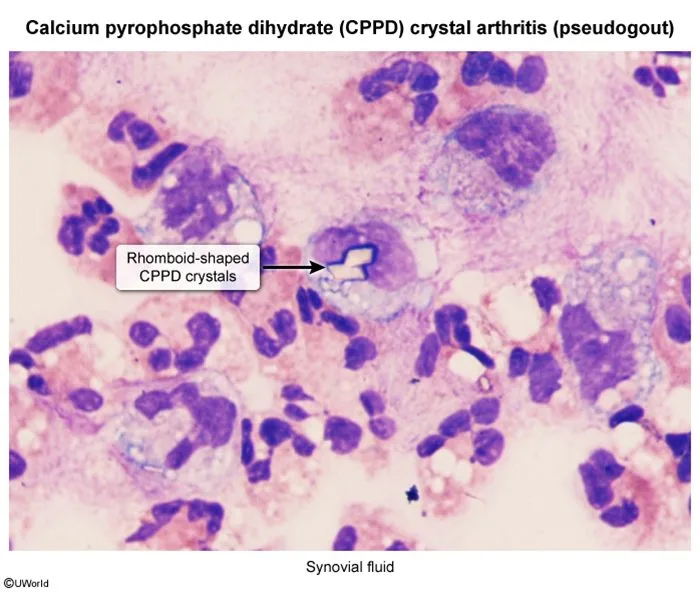 Calcium pyrophosphate dihydrate (CPPD) crystal arthritis (pseudogout)
Rhomboid-shaped
CPPD crystals
Synovial fluid
©UWorld